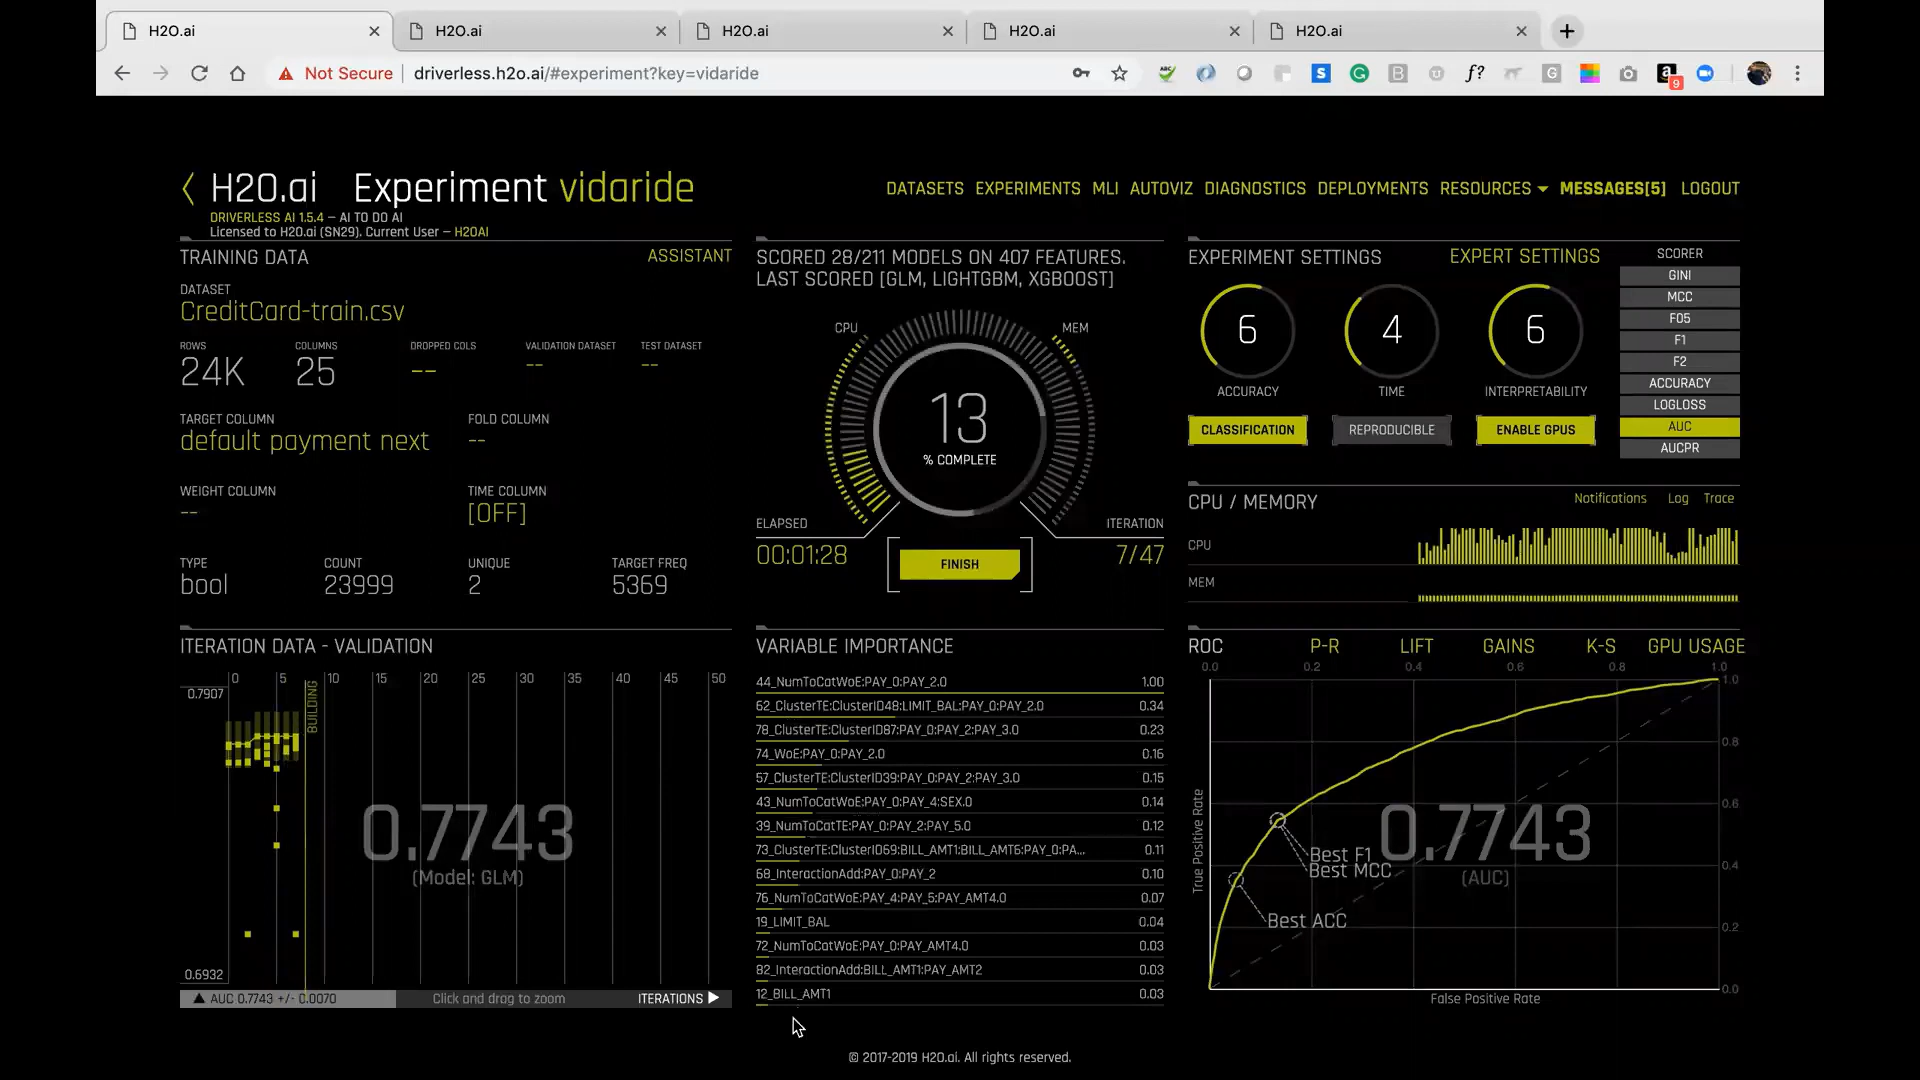 H2O.ai
H2O.ai
H2O.ai
H2O.ai
H2O.ai
Not Secure
driverless.h2o.ai/#experiment?key=vidaride
9
H2O.ai Experiment vidaride
DRIVERLESS AI 1.5.4 — AI TO DO AI
Licensed to H2O.ai (SN29). Current User — H2OAI
DATASETS EXPERIMENTS MLI AUTOVIZ DIAGNOSTICS DEPLOYMENTS RESOURCES MESSAGES[5] LOGOUT
TRAINING DATA
ASSISTANT
DATASET
CreditCard-train.csv
ROWS COLUMNS DROPPED COLS VALIDATION DATASET TEST DATASET
24K 25 -- -- --
TARGET COLUMN FOLD COLUMN
default payment next --
WEIGHT COLUMN TIME COLUMN
-- [OFF]
TYPE COUNT UNIQUE TARGET FREQ
bool 23999 2 5369
SCORED 28/211 MODELS ON 407 FEATURES.
LAST SCORED [GLM, LIGHTGBM, XGBOOST]
CPU MEM
13
% COMPLETE
ELAPSED ITERATION
00:01:28 7/47
FINISH
EXPERIMENT SETTINGS EXPERT SETTINGS
6 4 6
ACCURACY TIME INTERPRETABILITY
CLASSIFICATION REPRODUCIBLE ENABLE GPUS
SCORER
GINI
MCC
F05
F1
F2
ACCURACY
LOGLOSS
AUC
AUCPR
CPU / MEMORY
Notifications Log Trace
CPU
MEM
ITERATION DATA - VALIDATION
0 5 10 15 20 25 30 35 40 45 50
0.7907
BUILDING
0.7743
(Model: GLM)
0.6932
AUC 0.7743 +/- 0.0070 Click and drag to zoom ITERATIONS
VARIABLE IMPORTANCE
44_NumToCatWoE:PAY_0:PAY_2.0 1.00
62_ClusterTE:ClusterID48:LIMIT_BAL:PAY_0:PAY_2.0 0.34
78_ClusterTE:ClusterID87:PAY_0:PAY_2:PAY_3.0 0.23
74_WoE:PAY_0:PAY_2.0 0.16
57_ClusterTE:ClusterID39:PAY_0:PAY_2:PAY_3.0 0.15
43_NumToCatWoE:PAY_0:PAY_4:SEX.0 0.14
39_NumToCatTE:PAY_0:PAY_2:PAY_5.0 0.12
73_ClusterTE:ClusterID69:BILL_AMT1:BILL_AMT6:PAY_0:PA... 0.11
68_InteractionAdd:PAY_0:PAY_2 0.10
76_NumToCatWoE:PAY_4:PAY_5:PAY_AMT4.0 0.07
19_LIMIT_BAL 0.04
72_NumToCatWoE:PAY_0:PAY_AMT4.0 0.03
82_InteractionAdd:BILL_AMT1:PAY_AMT2 0.03
12_BILL_AMT1 0.03
ROC P-R LIFT GAINS K-S GPU USAGE
0.0 0.2 0.4 0.6 0.8 1.0
1.0
0.8
0.6
0.4
0.2
0.0
True Positive Rate
0.7743
(AUC)
Best F1
Best MCC
Best ACC
False Positive Rate
© 2017-2019 H2O.ai. All rights reserved.